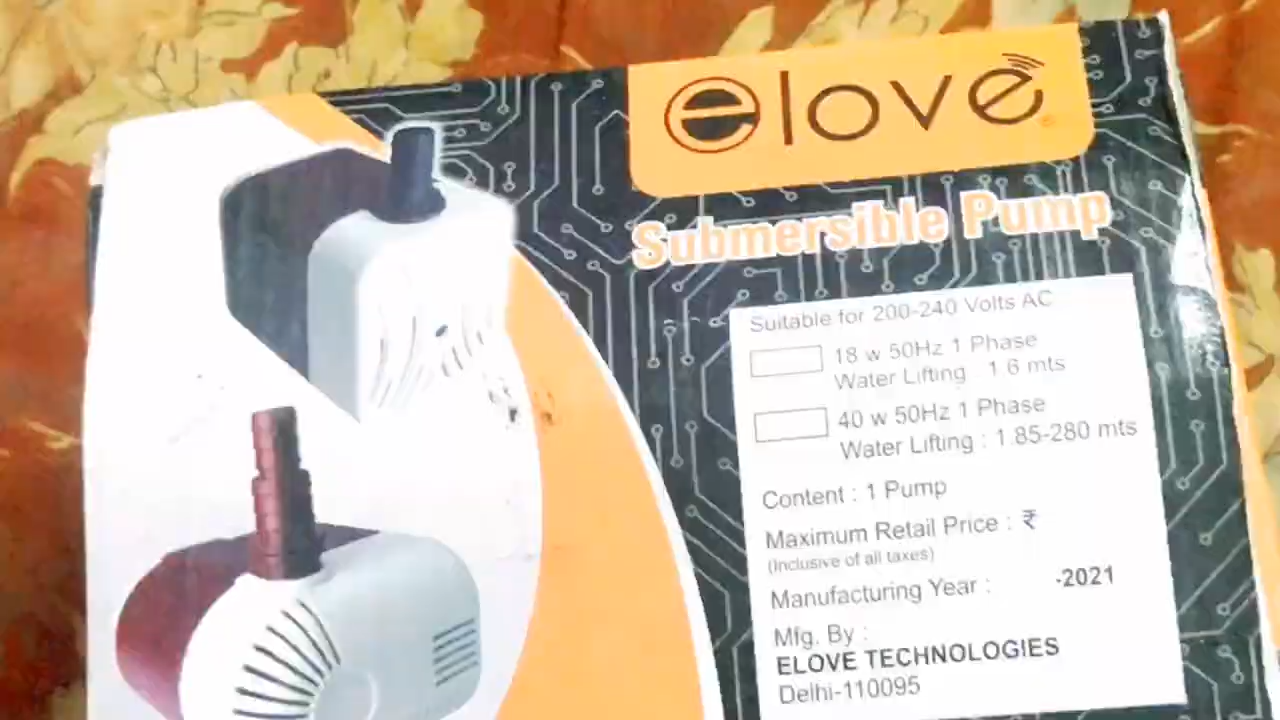 elove
Submersible Pump
Suitable for 200-240 Volts AC
18 w 50Hz 1 Phase
Water Lifting 1.6 mts
40 w 50Hz 1 Phase
Water Lifting : 1.85-280 mts
Content : 1 Pump
Maximum Retail Price : ₹
(Inclusive of all taxes)
Manufacturing Year : -2021
Mfg. By :
ELOVE TECHNOLOGIES
Delhi-110095